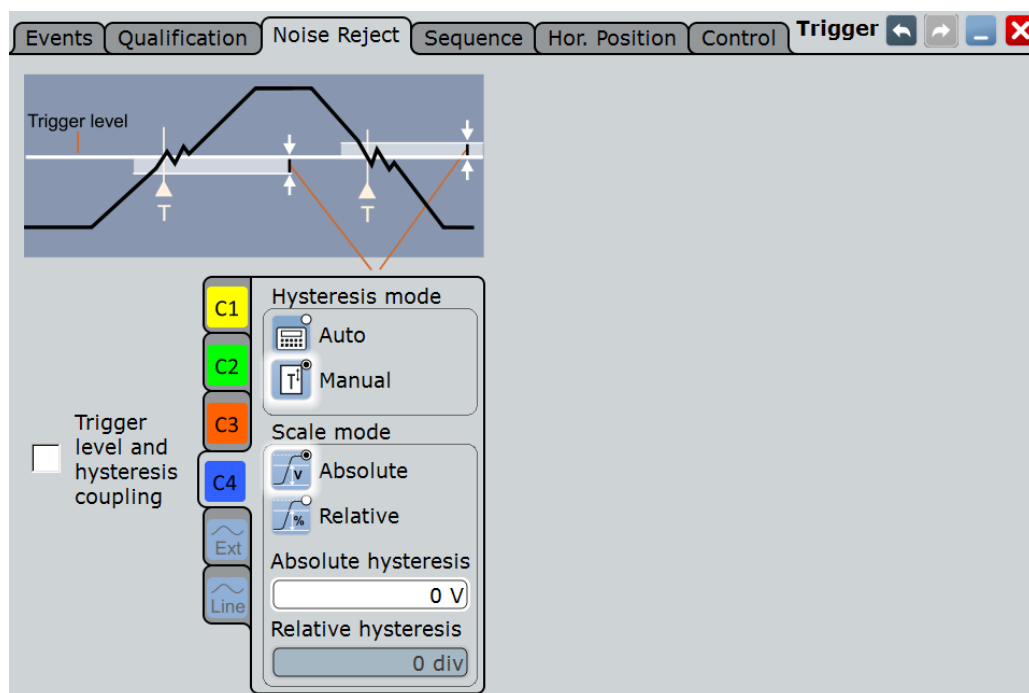 Events Qualification Noise Reject Sequence Hor. Position Control Trigger
Trigger level
T T
C1
C2
C3
C4
Ext
Line
Trigger
level and
hysteresis
coupling
Hysteresis mode
Auto
T Manual
Scale mode
V Absolute
% Relative
Absolute hysteresis
0 V
Relative hysteresis
0 div